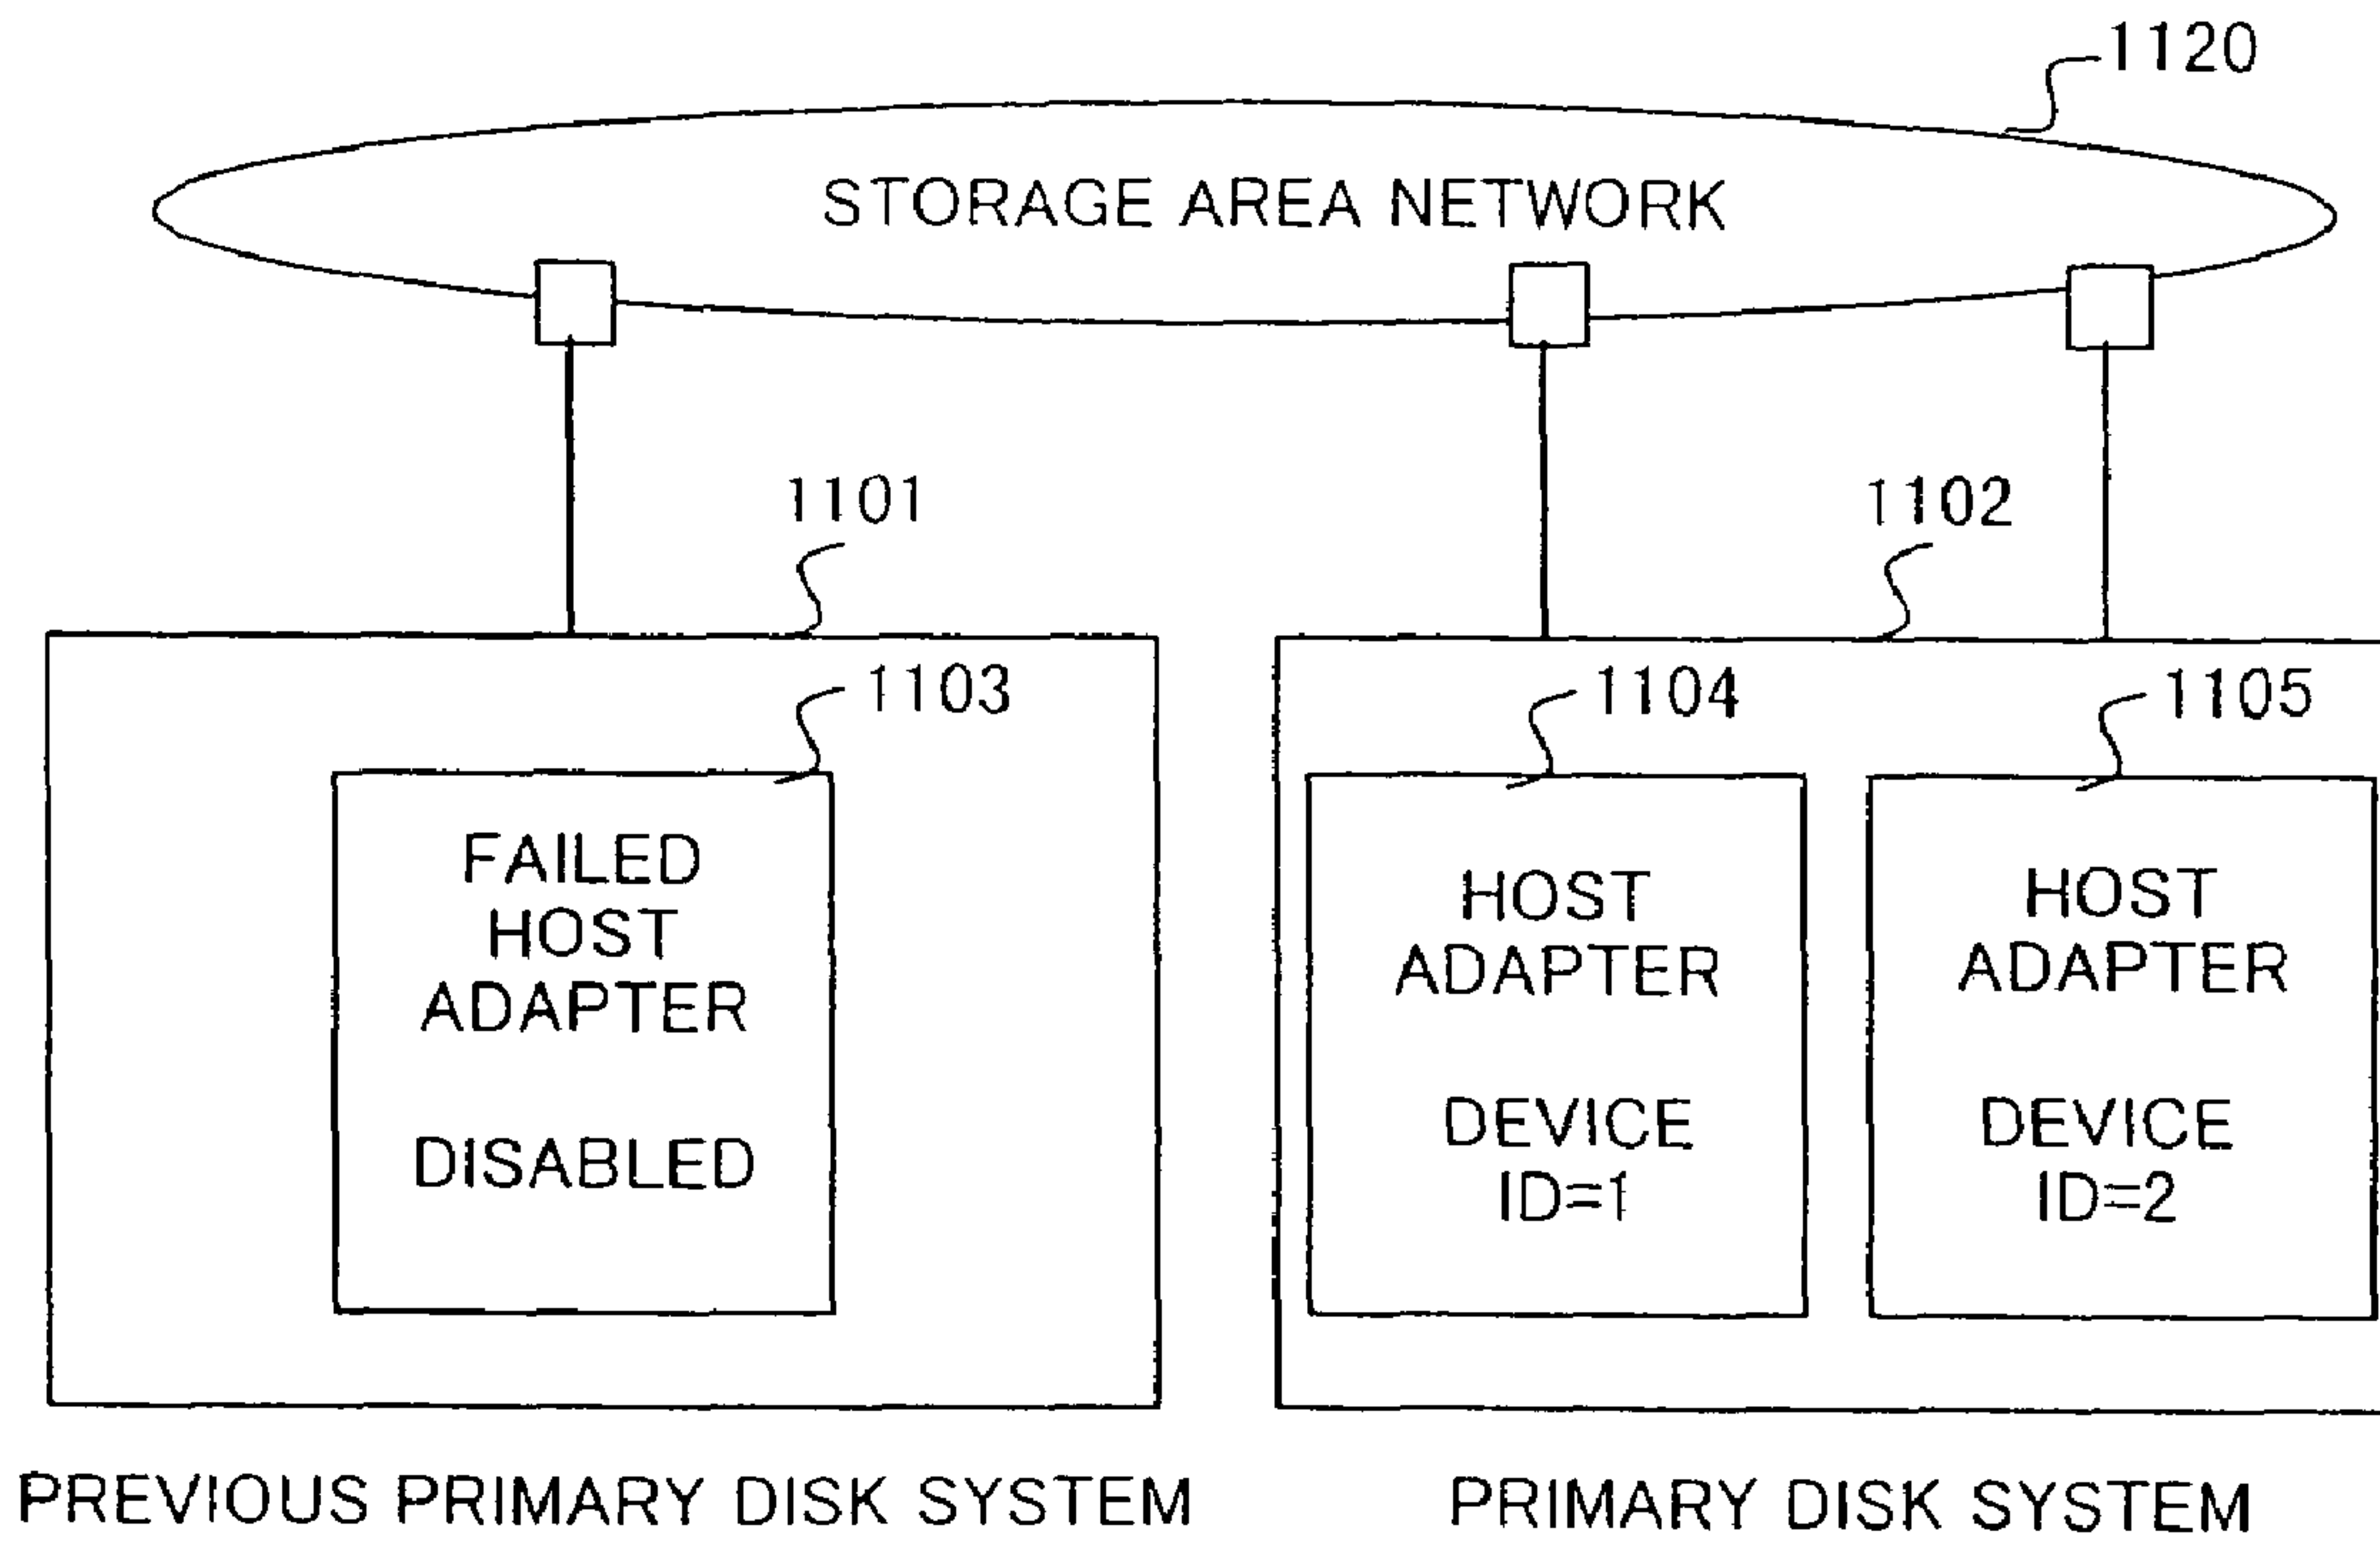 1120
STORAGE AREA NETWORK
1101
1102
1103
1104
1105
FAILED
HOST
ADAPTER
DISABLED
HOST
ADAPTER
DEVICE
ID=1
HOST
ADAPTER
DEVICE
ID=2
PREVIOUS PRIMARY DISK SYSTEM
PRIMARY DISK SYSTEM